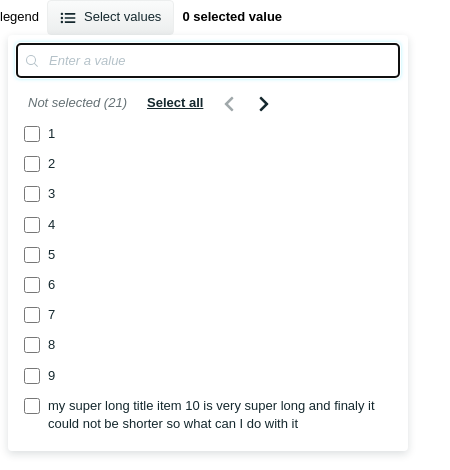 legend Select values 0 selected value
Enter a value
Not selected (21) Select all
1
2
3
4
5
6
7
8
9
my super long title item 10 is very super long and finaly it
could not be shorter so what can I do with it